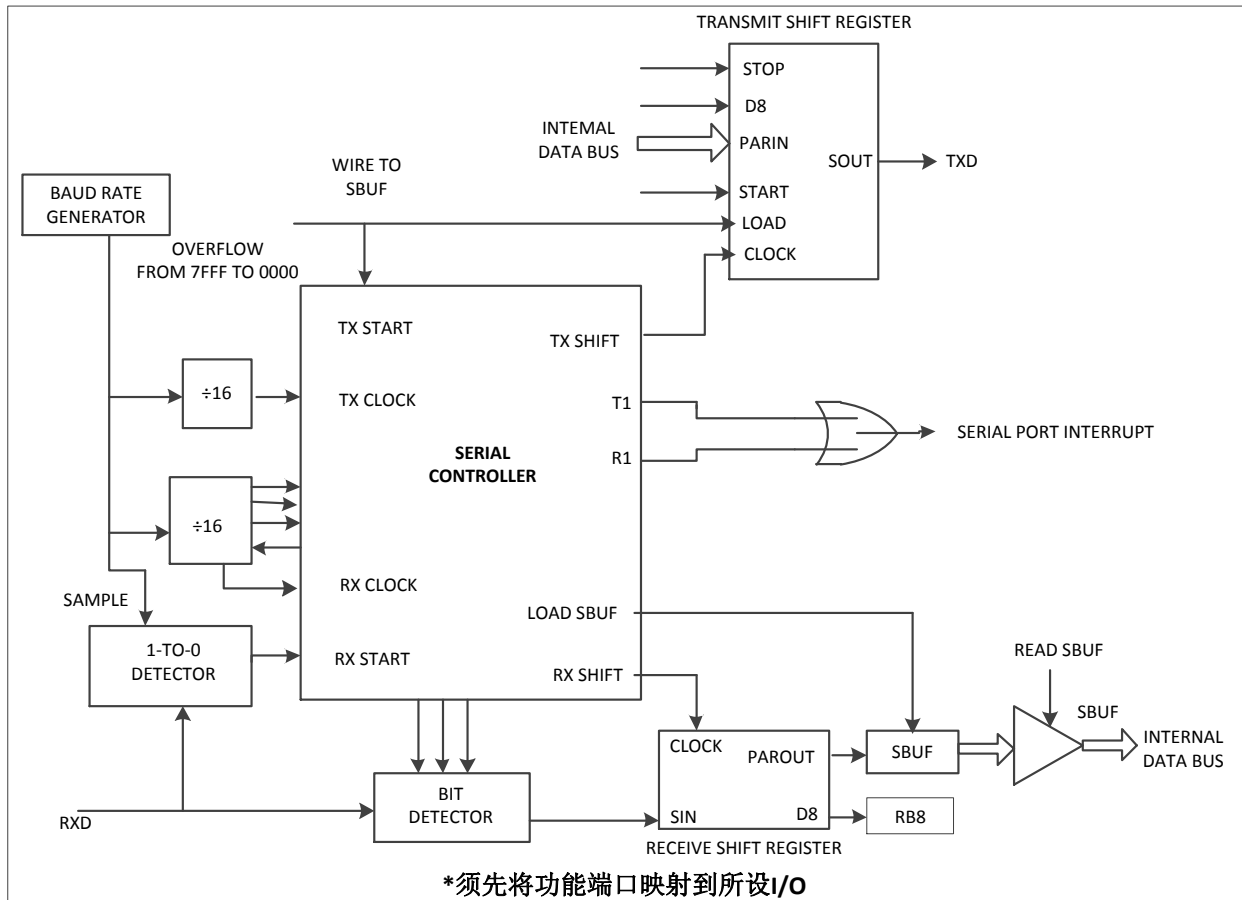 TRANSMIT SHIFT REGISTER
STOP
D8
INTEMAL
DATA BUS
PARIN
SOUT
TXD
WIRE TO
SBUF
START
BAUD RATE
GENERATOR
LOAD
OVERFLOW
FROM 7FFF TO 0000
CLOCK
TX START
TX SHIFT
÷16
TX CLOCK
T1
SERIAL
CONTROLLER
SERIAL PORT INTERRUPT
R1
÷16
RX CLOCK
SAMPLE
LOAD SBUF
1-TO-0
DETECTOR
RX START
RX SHIFT
READ SBUF
SBUF
CLOCK
PAROUT
SBUF
INTERNAL
DATA BUS
BIT
DETECTOR
RXD
SIN
D8
RB8
RECEIVE SHIFT REGISTER
*须先将功能端口映射到所设I/O